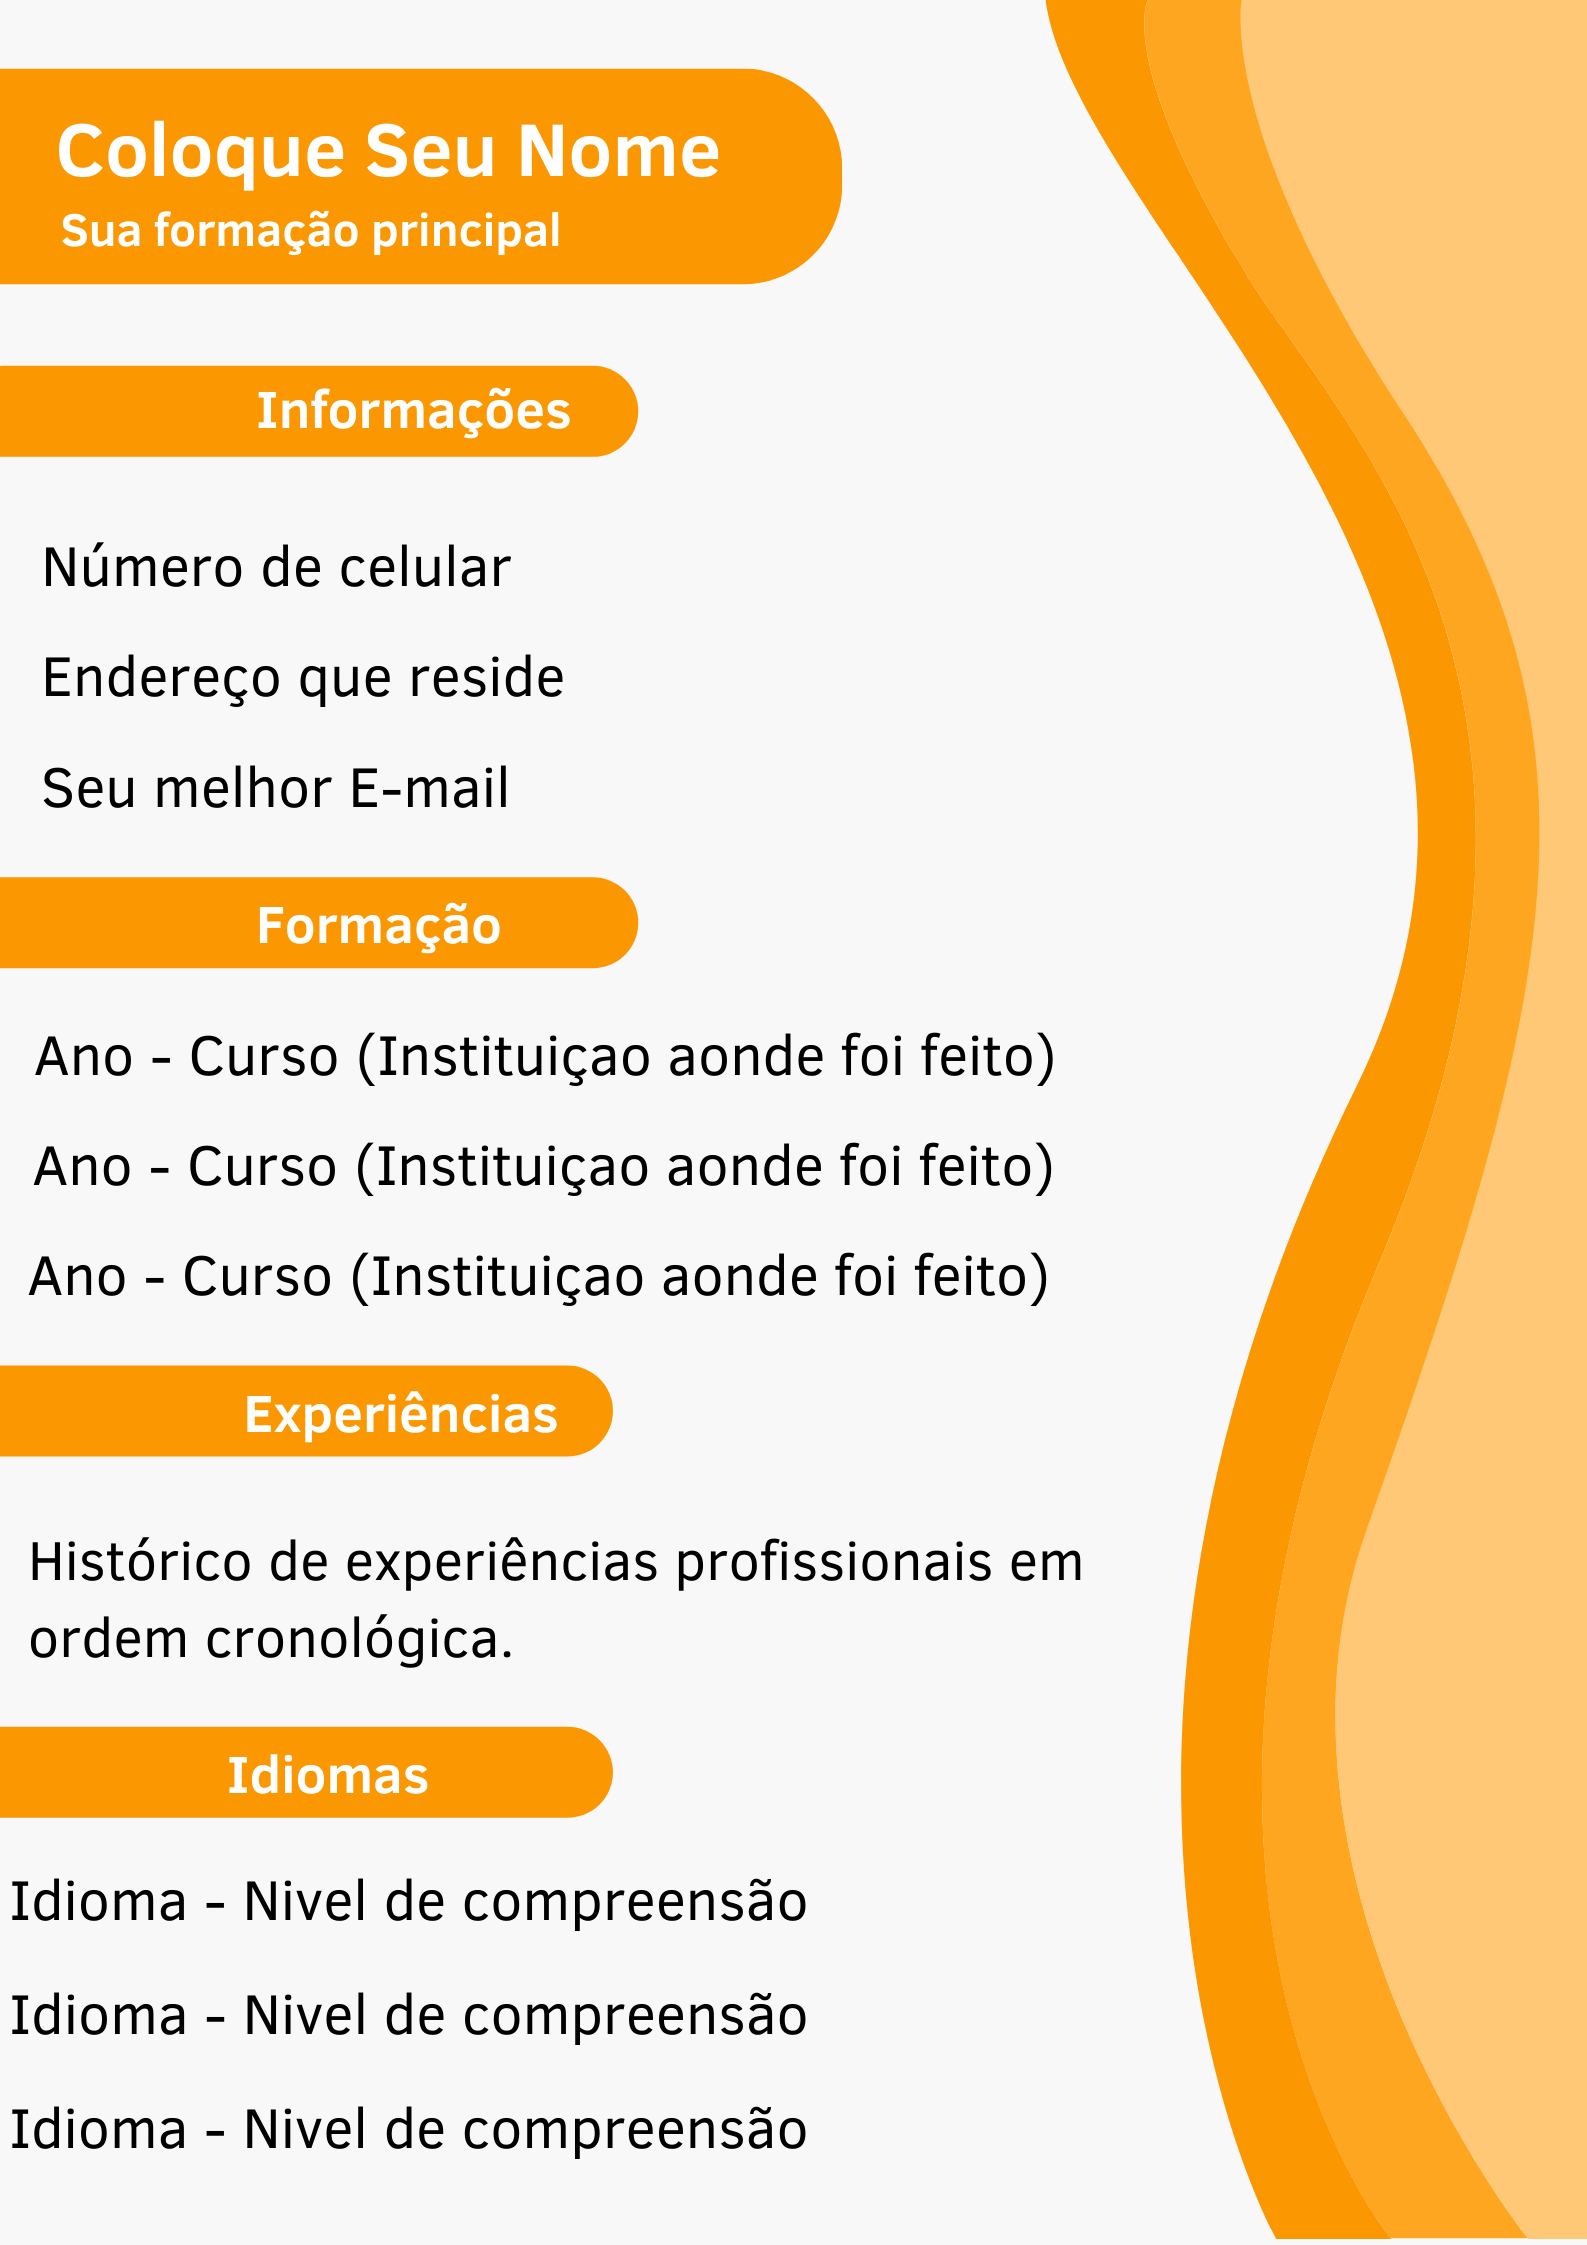 Coloque Seu Nome
Sua formação principal
Informações
Número de celular
Endereço que reside
Seu melhor E-mail
Formação
Ano - Curso (Instituiçao aonde foi feito)
Ano - Curso (Instituiçao aonde foi feito)
Ano - Curso (Instituiçao aonde foi feito)
Experiências
Histórico de experiências profissionais em
ordem cronológica.
Idiomas
Idioma - Nivel de compreensão
Idioma - Nivel de compreensão
Idioma - Nivel de compreensão